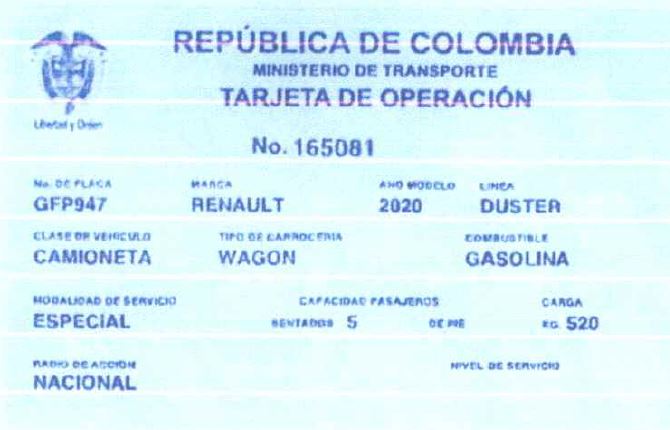 REPÚBLICA DE COLOMBIA
MINISTERIO DE TRANSPORTE
TARJETA DE OPERACIÓN
Libertad y Orden
No. 165081
No. DE PLACA MARCA AÑO MODELO LINEA
GFP947 RENAULT 2020 DUSTER
CLASE DE VEHICULO TIPO DE CARROCERIA COMBUSTIBLE
CAMIONETA WAGON GASOLINA
MODALIDAD DE SERVICIO CAPACIDAD PASAJEROS CARGA
ESPECIAL SENTADOS 5 DE PIE KG. 520
RADIO DE ACCION NIVEL DE SERVICIO
NACIONAL